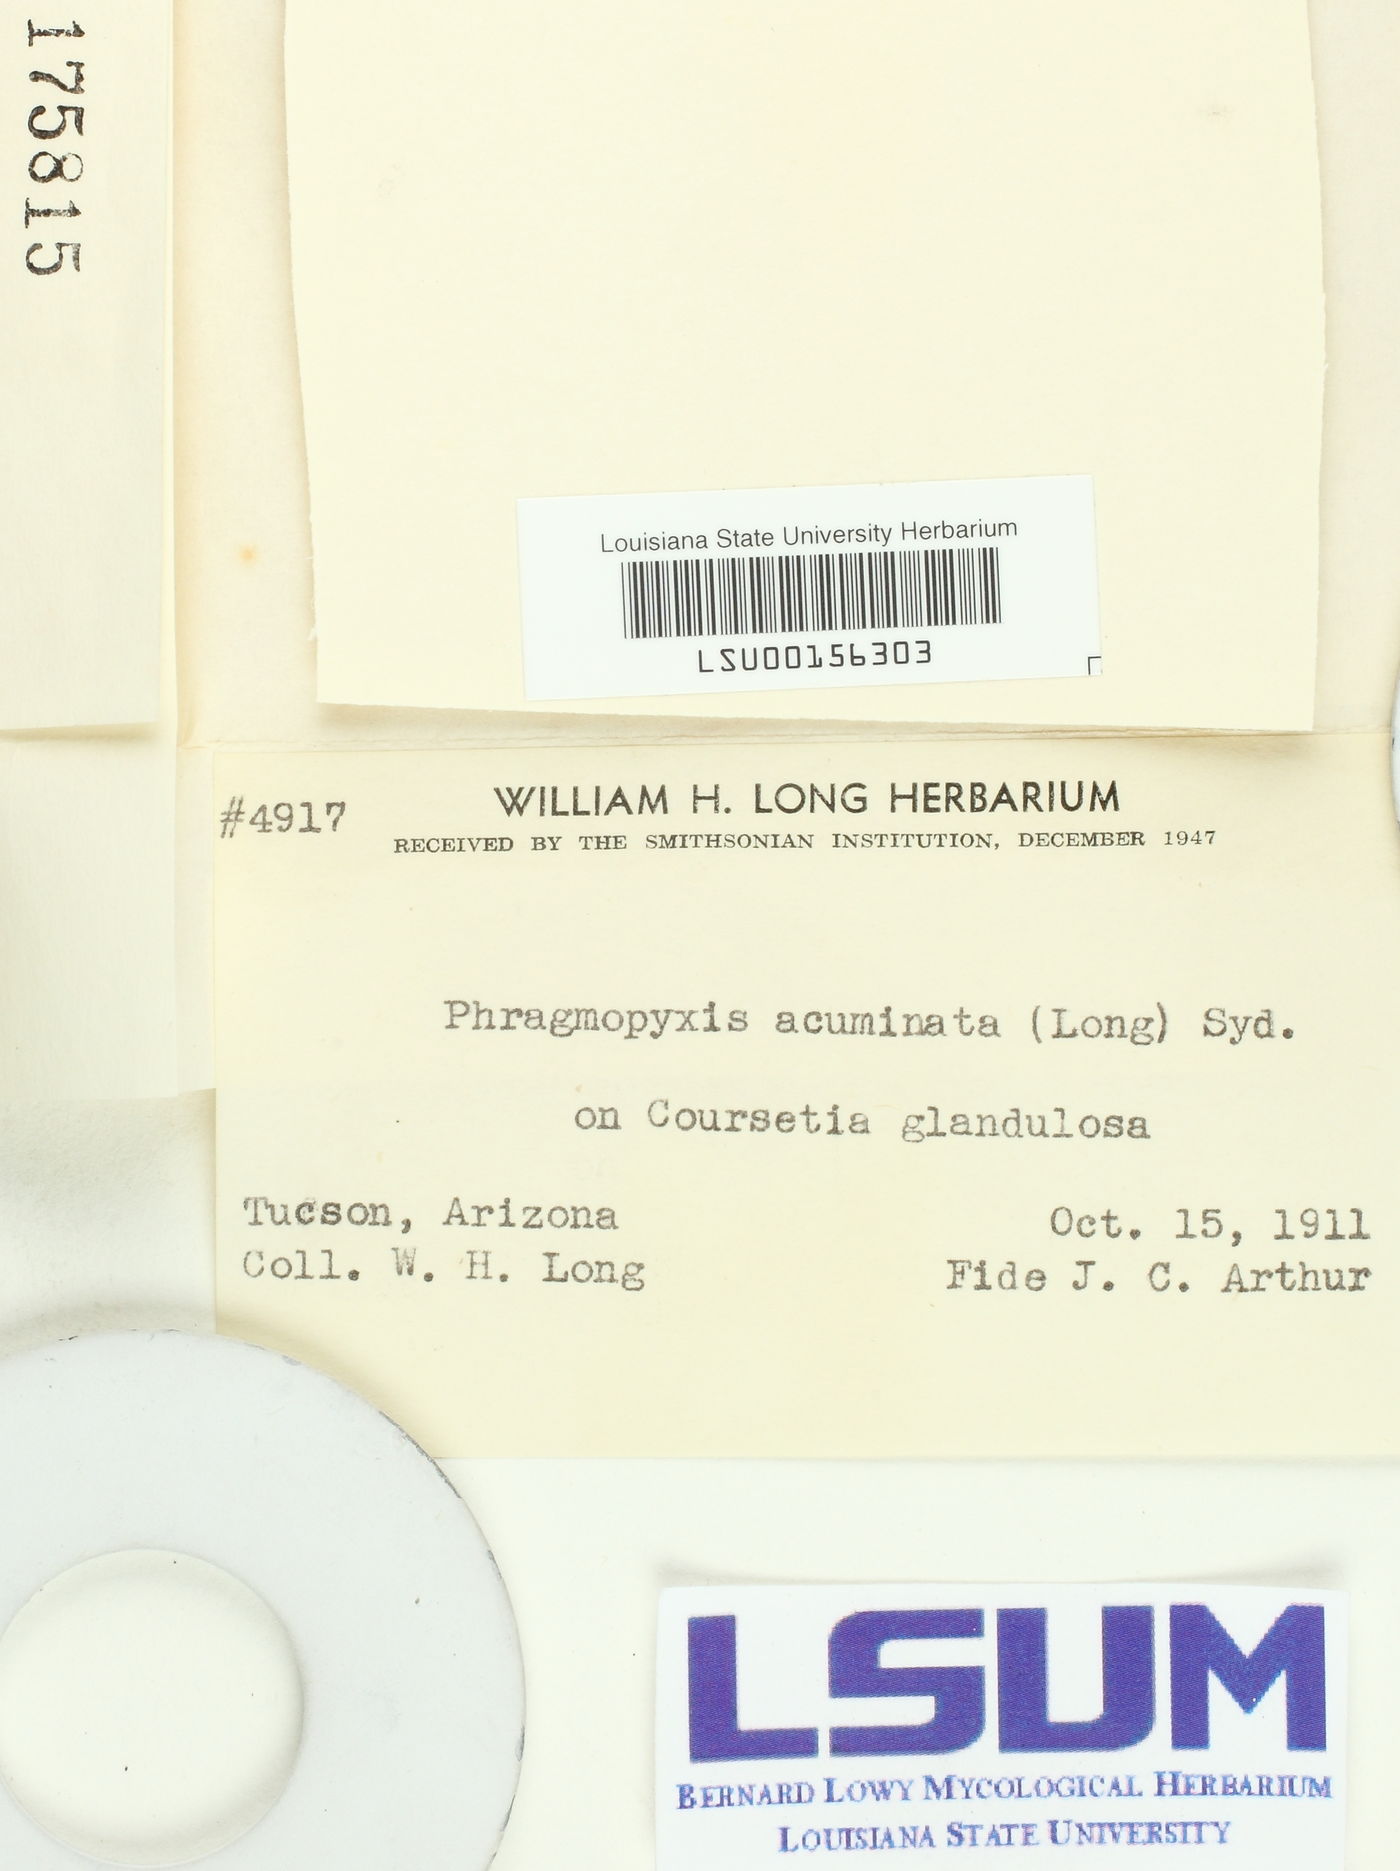 175815
Louisiana State University Herbarium
LSU00156303
#4917
WILLIAM H. LONG HERBARIUM
RECEIVED BY THE SMITHSONIAN INSTITUTION, DECEMBER 1947
Phragmopyxis acuminata (Long) Syd.
on Coursetia glandulosa
Tucson, Arizona
Oct. 15, 1911
Coll. W. H. Long
Fide J. C. Arthur
LSUM
BERNARD LOWY MYCOLOGICAL HERBARIUM
LOUISIANA STATE UNIVERSITY